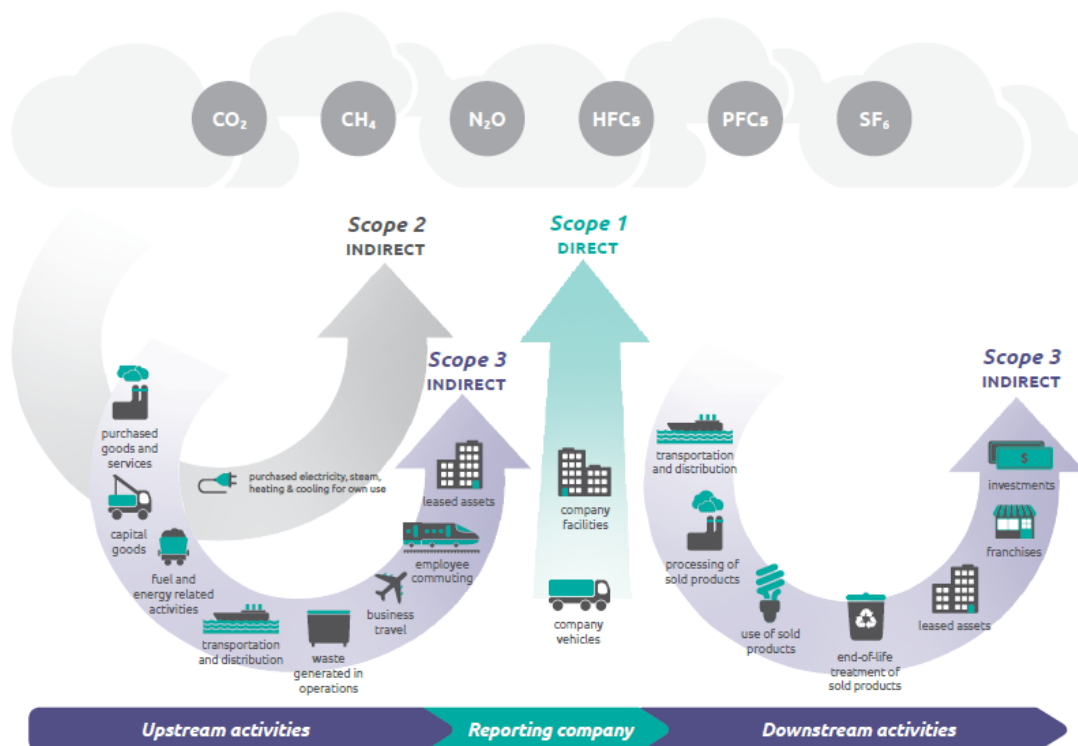 CO₂
CH₄
N₂O
HFCs
PFCs
SF₆
Scope 2
INDIRECT
Scope 1
DIRECT
Scope 3
INDIRECT
Scope 3
INDIRECT
purchased
goods and
services
capital
goods
fuel and
energy related
activities
transportation
and distribution
waste
generated in
operations
business
travel
employee
commuting
leased assets
purchased electricity, steam,
heating & cooling for own use
company
facilities
company
vehicles
transportation
and distribution
processing of
sold products
use of sold
products
end-of-life
treatment of
sold products
leased assets
franchises
$
investments
Upstream activities
Reporting company
Downstream activities